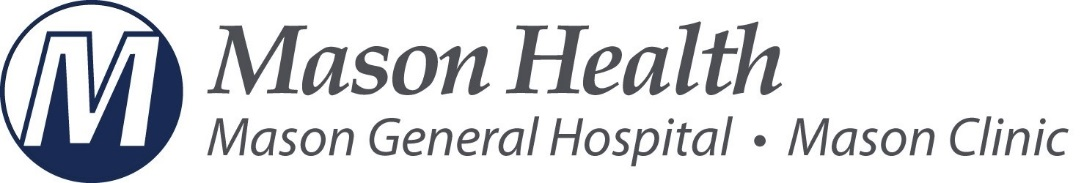 M
Mason Health
Mason General Hospital • Mason Clinic